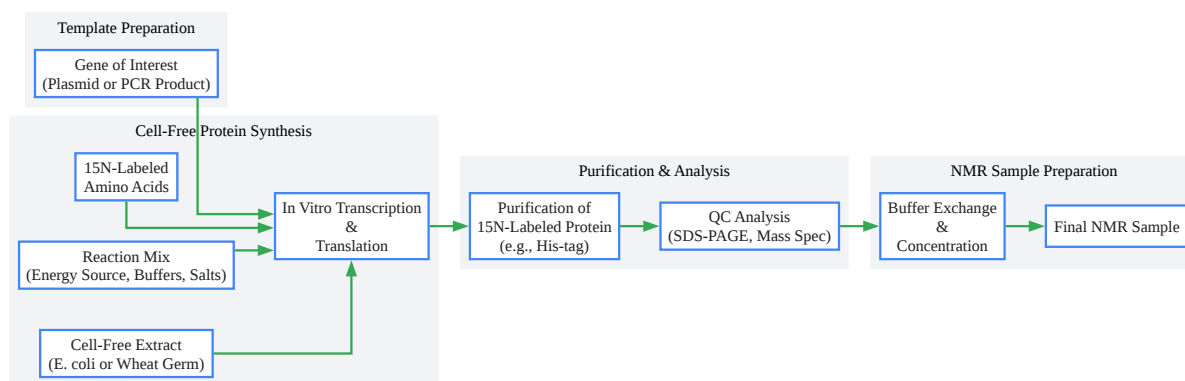 Template Preparation
Gene of Interest
(Plasmid or PCR Product)
Cell-Free Protein Synthesis
15N-Labeled
Amino Acids
Reaction Mix
(Energy Source, Buffers, Salts)
Cell-Free Extract
(E. coli or Wheat Germ)
In Vitro Transcription
&
Translation
Purification & Analysis
Purification of
15N-Labeled Protein
(e.g., His-tag)
QC Analysis
(SDS-PAGE, Mass Spec)
NMR Sample Preparation
Buffer Exchange
&
Concentration
Final NMR Sample